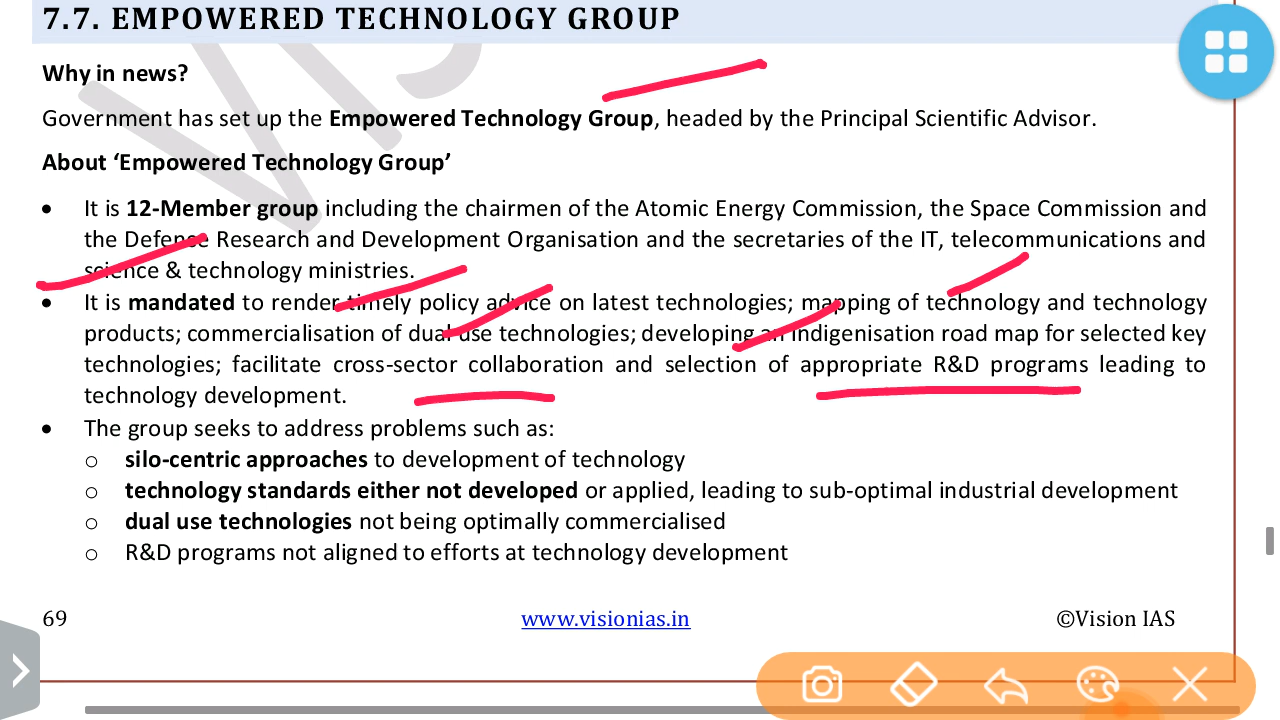 7.7. EMPOWERED TECHNOLOGY GROUP
Why in news?
Government has set up the Empowered Technology Group, headed by the Principal Scientific Advisor.
About ‘Empowered Technology Group’
• It is 12-Member group including the chairmen of the Atomic Energy Commission, the Space Commission and
the Defense Research and Development Organisation and the secretaries of the IT, telecommunications and
science & technology ministries.
• It is mandated to render timely policy advice on latest technologies; mapping of technology and technology
products; commercialisation of dual use technologies; developing an indigenisation road map for selected key
technologies; facilitate cross-sector collaboration and selection of appropriate R&D programs leading to
technology development.
• The group seeks to address problems such as:
o silo-centric approaches to development of technology
o technology standards either not developed or applied, leading to sub-optimal industrial development
o dual use technologies not being optimally commercialised
o R&D programs not aligned to efforts at technology development
69 www.visionias.in ©Vision IAS